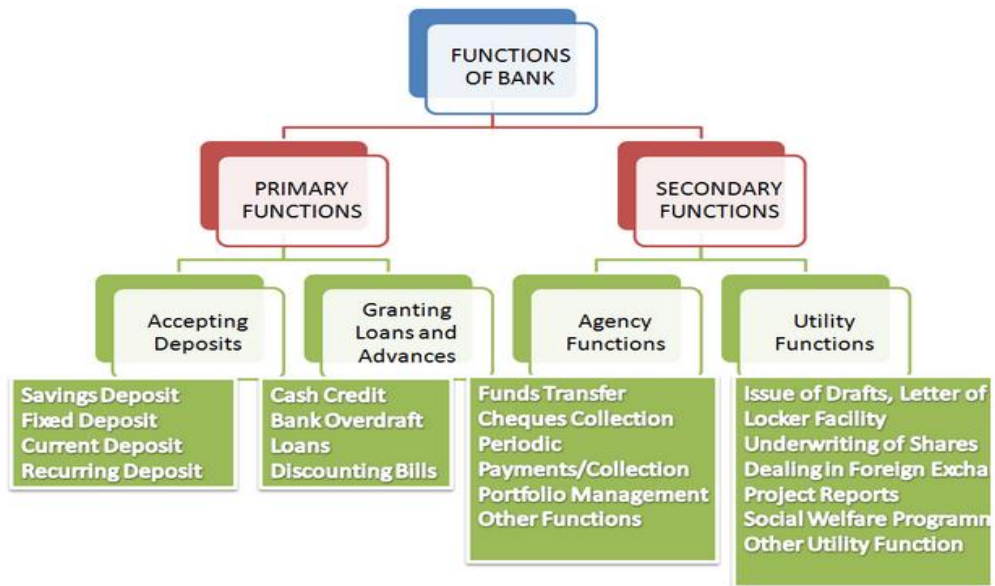 FUNCTIONS
OF BANK
PRIMARY
FUNCTIONS
SECONDARY
FUNCTIONS
Accepting
Deposits
Granting
Loans and
Advances
Agency
Functions
Utility
Functions
Savings Deposit
Fixed Deposit
Current Deposit
Recurring Deposit
Cash Credit
Bank Overdraft
Loans
Discounting Bills
Funds Transfer
Cheques Collection
Periodic
Payments/Collection
Portfolio Management
Other Functions
Issue of Drafts, Letter of
Locker Facility
Underwriting of Shares
Dealing in Foreign Excha
Project Reports
Social Welfare Programm
Other Utility Function